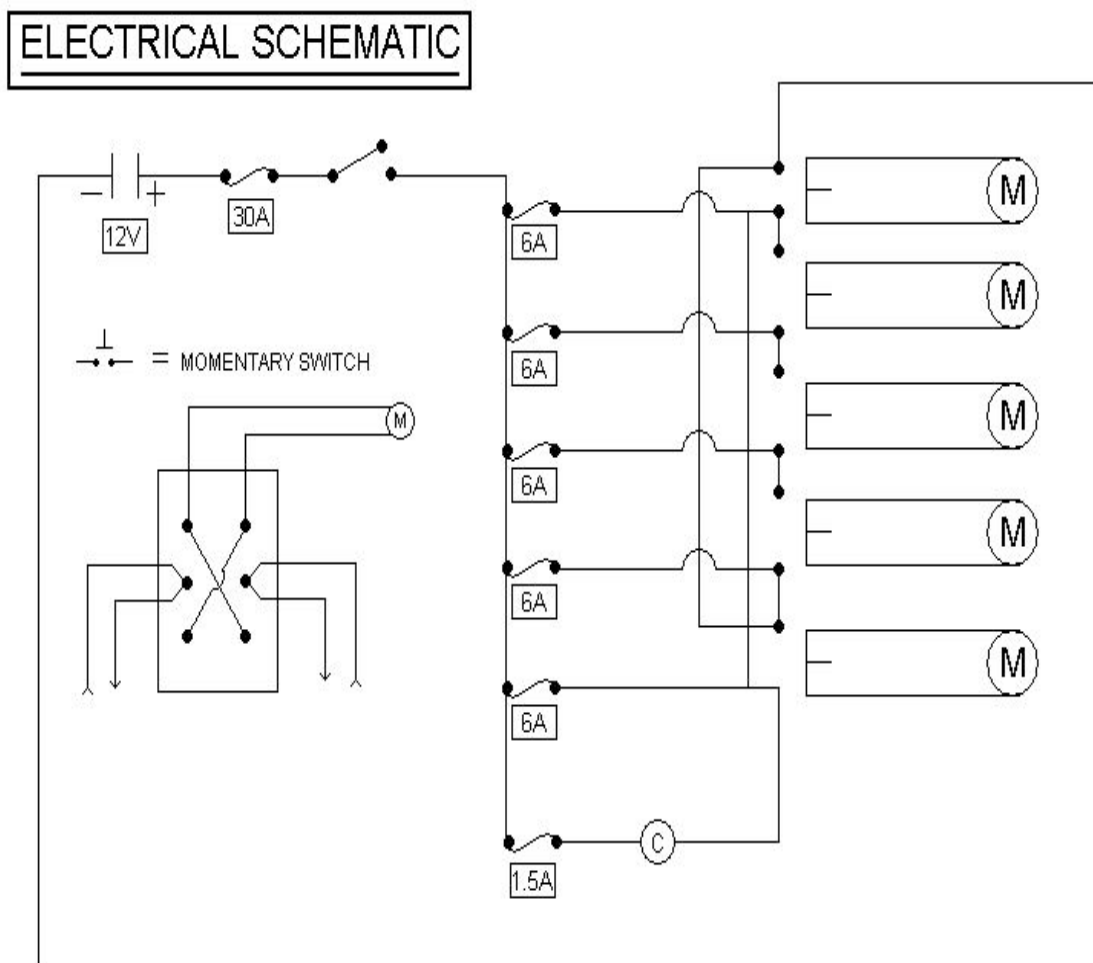 ELECTRICAL SCHEMATIC
− +
12V
30A
6A
M
M
6A
= MOMENTARY SWITCH
M
M
6A
M
6A
M
6A
C
1.5A